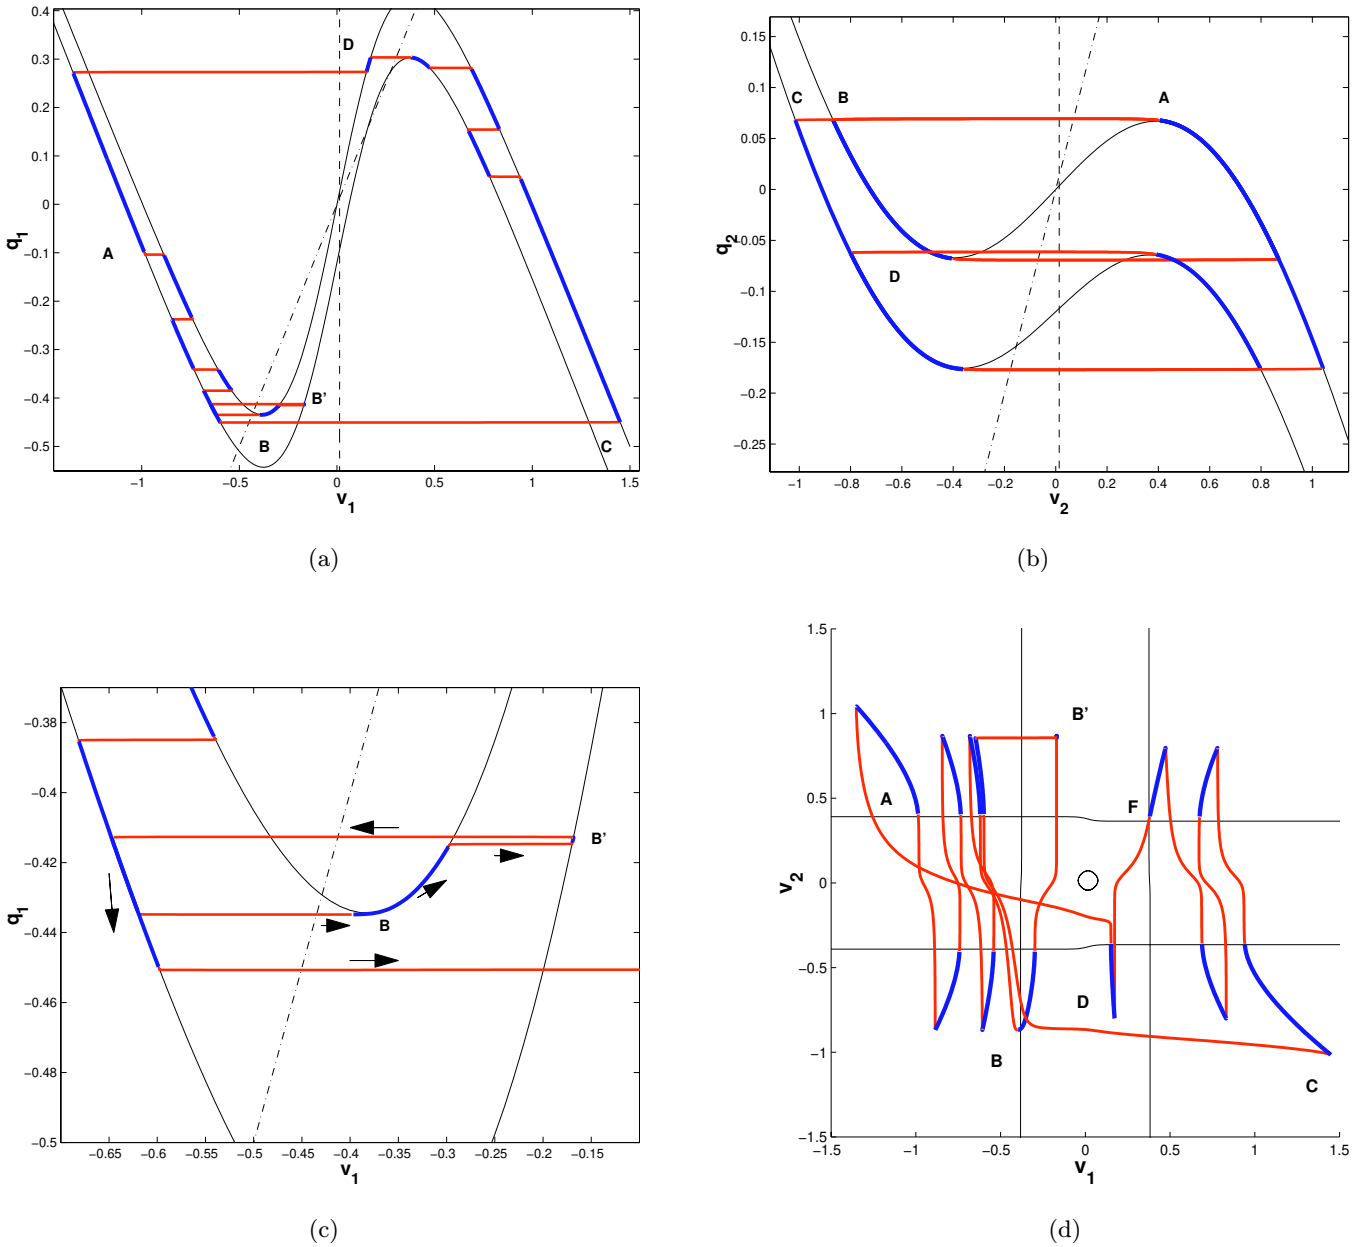 0.4
0.3
0.2
0.1
0
−0.1
−0.2
−0.3
−0.4
−0.5
q1
−1
−0.5
0
0.5
1
1.5
v1
A
B
B’
C
D
(a)
0.15
0.1
0.05
0
−0.05
−0.1
−0.15
−0.2
−0.25
q2
−1
−0.8
−0.6
−0.4
−0.2
0
0.2
0.4
0.6
0.8
1
v2
C
B
A
D
(b)
−0.38
−0.4
−0.42
−0.44
−0.46
−0.48
−0.5
q1
−0.65
−0.6
−0.55
−0.5
−0.45
−0.4
−0.35
−0.3
−0.25
−0.2
−0.15
v1
B’
B
(c)
1.5
1
0.5
0
−0.5
−1
−1.5
v2
−1.5
−1
−0.5
0
0.5
1
1.5
v1
B’
A
F
D
B
C
(d)